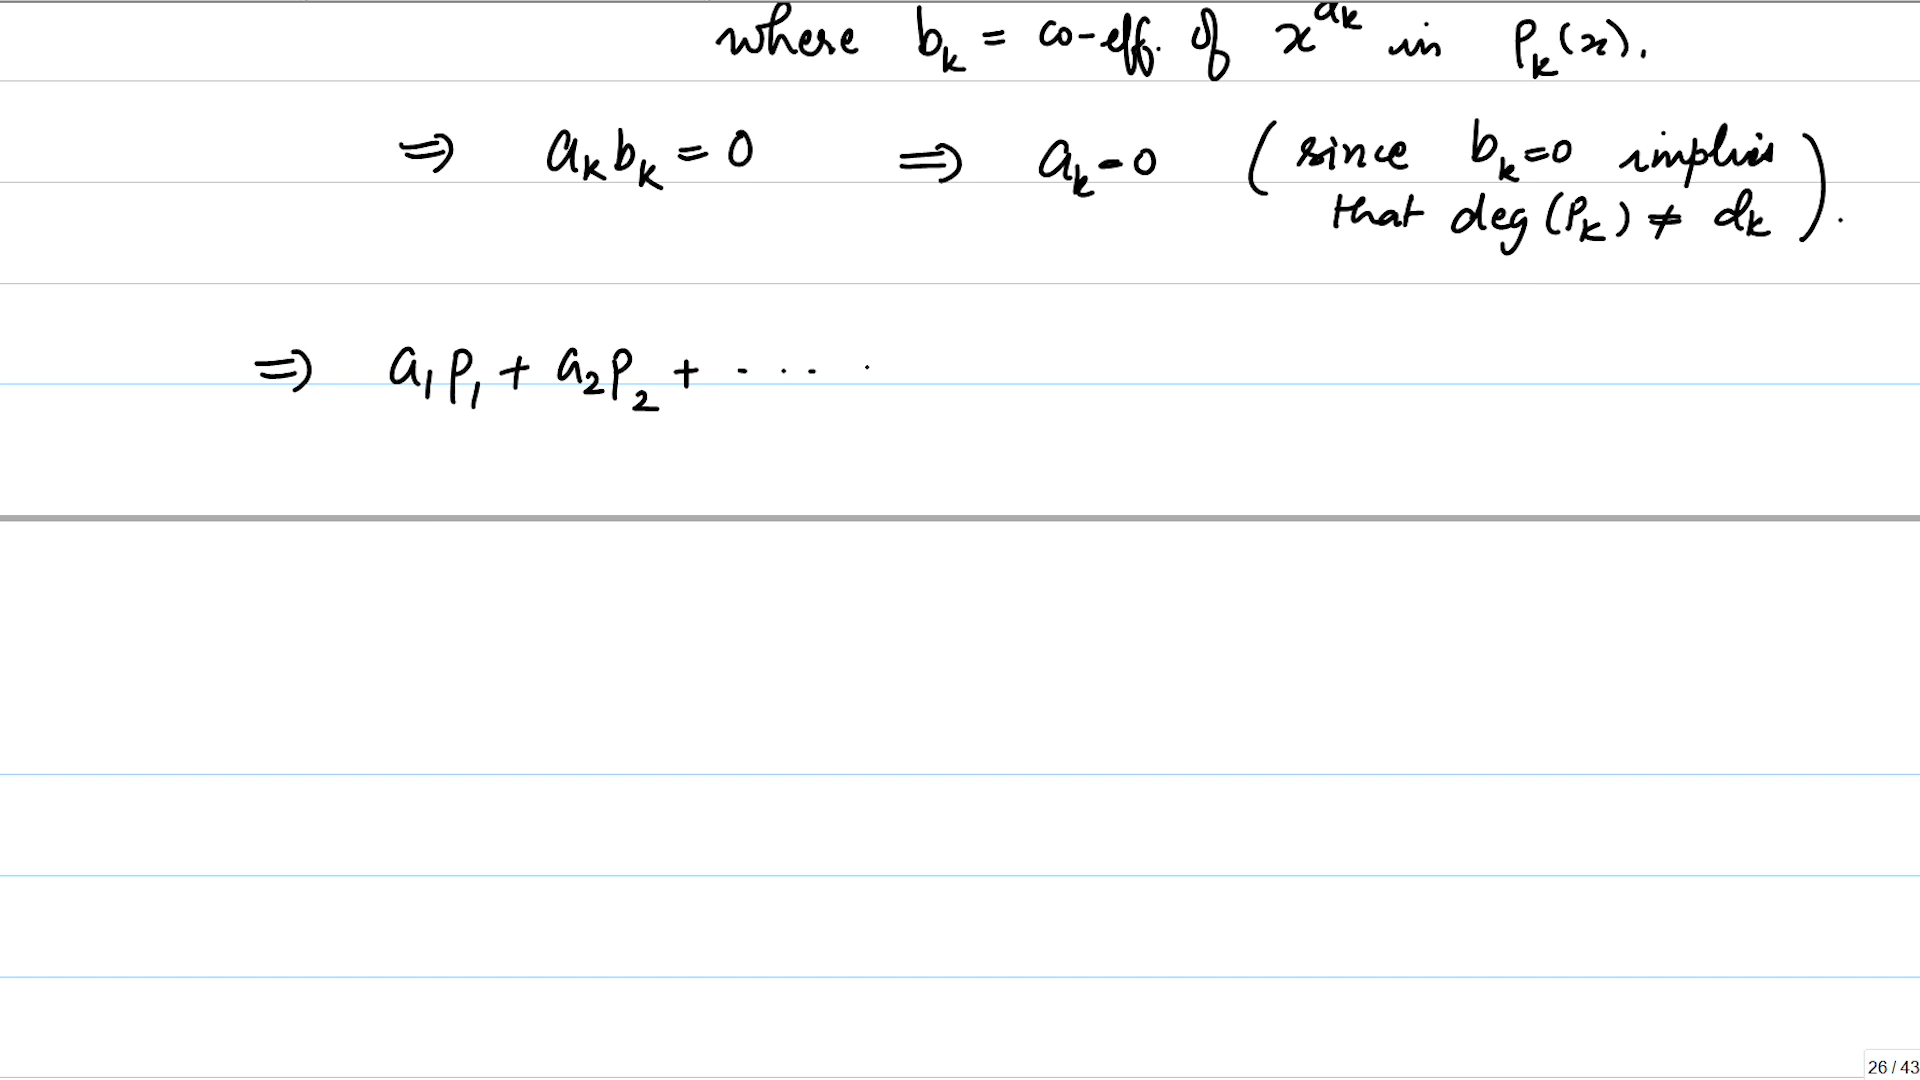 where b_k = co-eff. of x^{d_k} in P_k(x).
⇒ a_k b_k = 0 ⇒ a_k = 0 ( since b_k = 0 implies
that deg(P_k) ≠ d_k ).
⇒ a_1 P_1 + a_2 P_2 + .... .
26 / 43